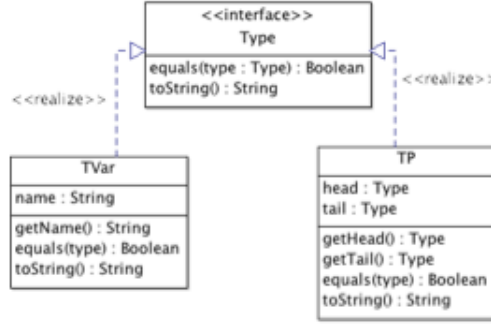 <<interface>>
Type
equals(type : Type) : Boolean
toString() : String
<<realize>>
<<realize>>
TVar
name : String
getName() : String
equals(type) : Boolean
toString() : String
TP
head : Type
tail : Type
getHead() : Type
getTail() : Type
equals(type) : Boolean
toString() : String